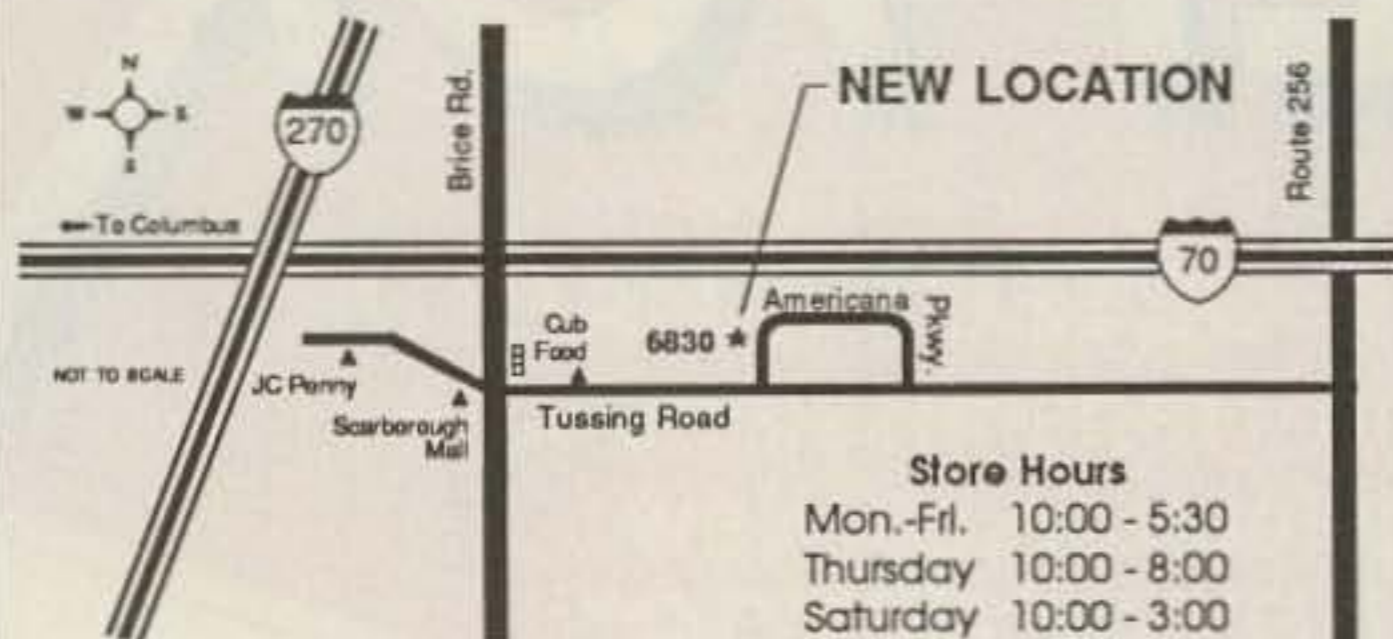 N
W
S
S
270
Brice Rd.
NEW LOCATION
Route 256
To Columbus
70
Americana Pkwy.
6830
Cub
Food
NOT TO SCALE
JC Penny
Scarborough
Mall
Tussing Road
Store Hours
Mon.-Fri. 10:00 - 5:30
Thursday 10:00 - 8:00
Saturday 10:00 - 3:00